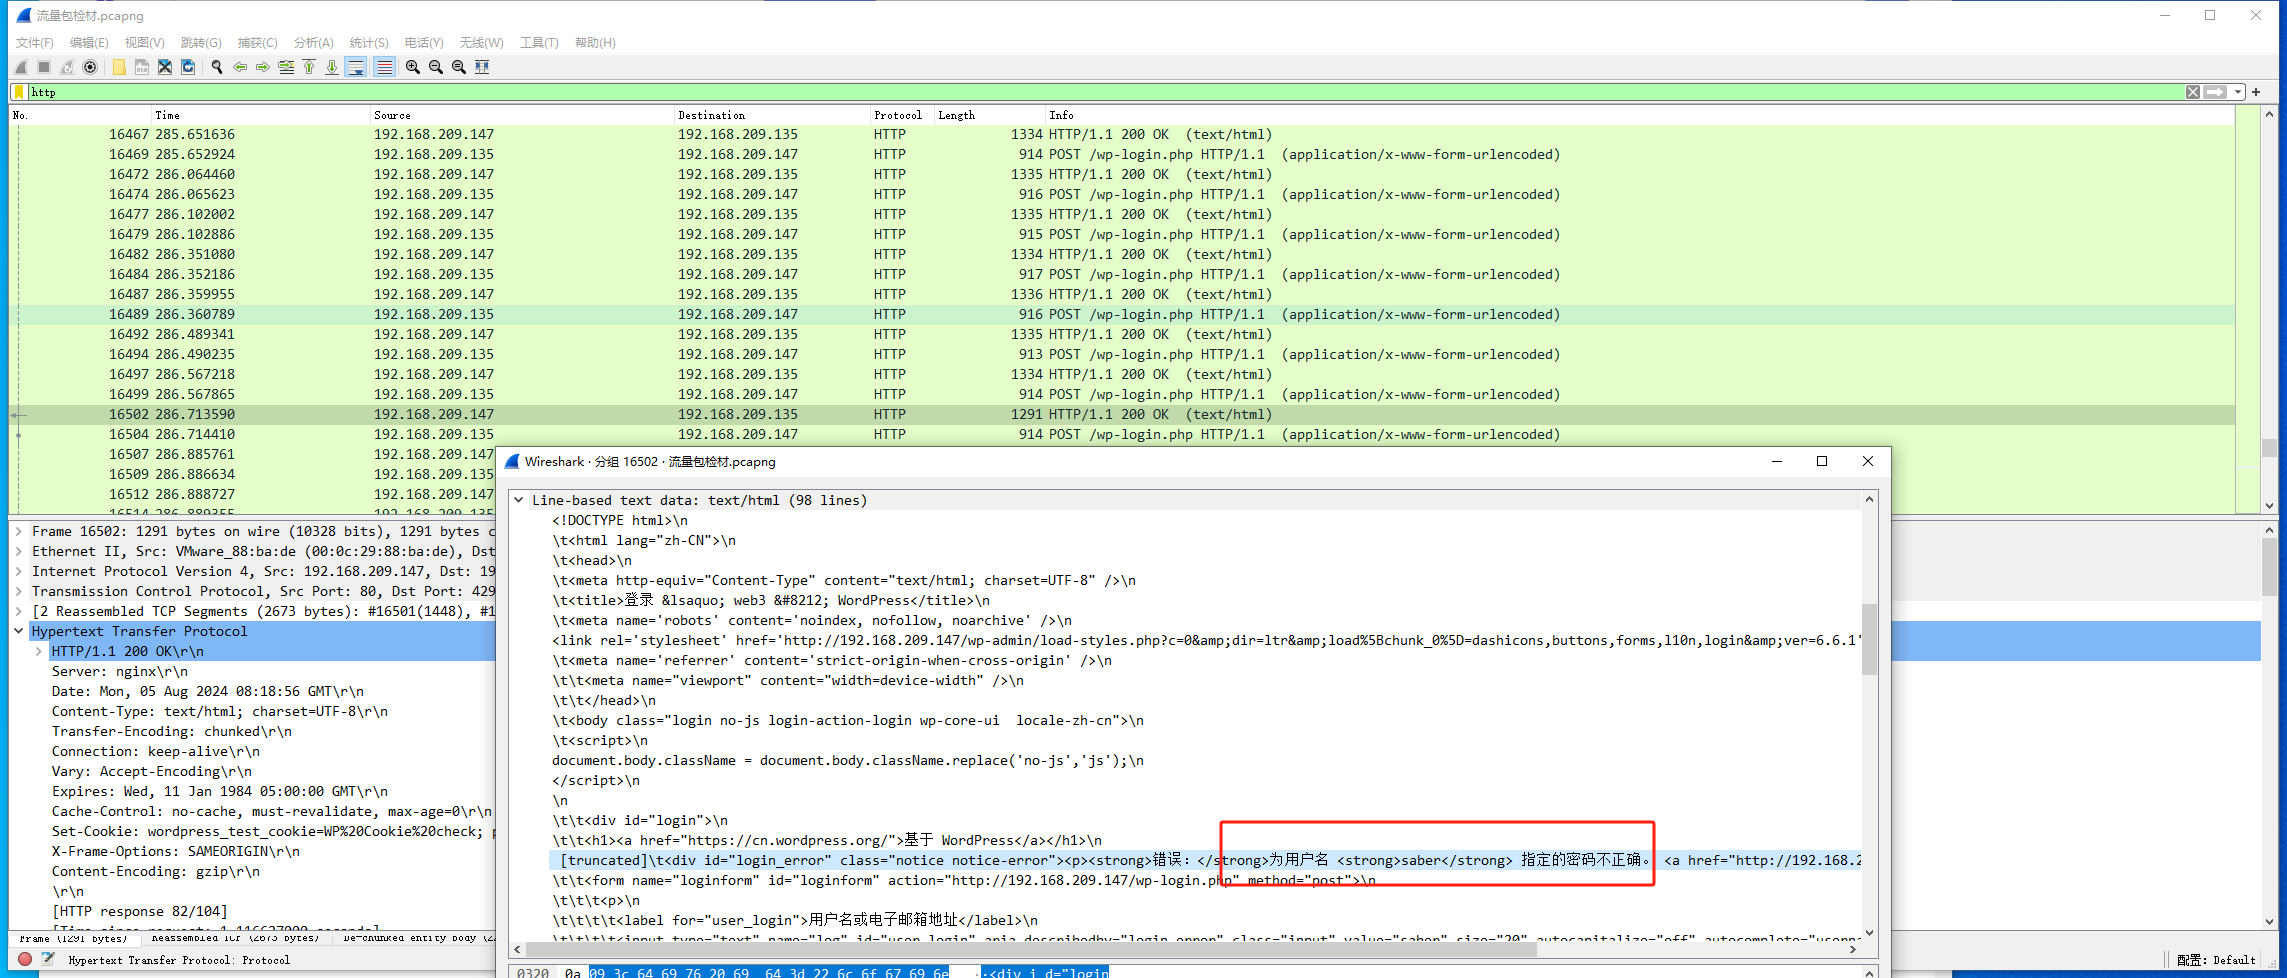 流量包检材.pcapng
文件(F) 编辑(E) 视图(V) 跳转(G) 捕获(C) 分析(A) 统计(S) 电话(Y) 无线(W) 工具(T) 帮助(H)
http
No. Time Source Destination Protocol Length Info
16467 285.651636 192.168.209.147 192.168.209.135 HTTP 1334 HTTP/1.1 200 OK (text/html)
16469 285.652924 192.168.209.135 192.168.209.147 HTTP 914 POST /wp-login.php HTTP/1.1 (application/x-www-form-urlencoded)
16472 286.064460 192.168.209.147 192.168.209.135 HTTP 1335 HTTP/1.1 200 OK (text/html)
16474 286.065623 192.168.209.135 192.168.209.147 HTTP 916 POST /wp-login.php HTTP/1.1 (application/x-www-form-urlencoded)
16477 286.102002 192.168.209.147 192.168.209.135 HTTP 1335 HTTP/1.1 200 OK (text/html)
16479 286.102886 192.168.209.135 192.168.209.147 HTTP 915 POST /wp-login.php HTTP/1.1 (application/x-www-form-urlencoded)
16482 286.351080 192.168.209.147 192.168.209.135 HTTP 1334 HTTP/1.1 200 OK (text/html)
16484 286.352186 192.168.209.135 192.168.209.147 HTTP 917 POST /wp-login.php HTTP/1.1 (application/x-www-form-urlencoded)
16487 286.359955 192.168.209.147 192.168.209.135 HTTP 1336 HTTP/1.1 200 OK (text/html)
16489 286.360789 192.168.209.135 192.168.209.147 HTTP 916 POST /wp-login.php HTTP/1.1 (application/x-www-form-urlencoded)
16492 286.489341 192.168.209.147 192.168.209.135 HTTP 1335 HTTP/1.1 200 OK (text/html)
16494 286.490235 192.168.209.135 192.168.209.147 HTTP 913 POST /wp-login.php HTTP/1.1 (application/x-www-form-urlencoded)
16497 286.567218 192.168.209.147 192.168.209.135 HTTP 1334 HTTP/1.1 200 OK (text/html)
16499 286.567865 192.168.209.135 192.168.209.147 HTTP 914 POST /wp-login.php HTTP/1.1 (application/x-www-form-urlencoded)
16502 286.713590 192.168.209.147 192.168.209.135 HTTP 1291 HTTP/1.1 200 OK (text/html)
16504 286.714410 192.168.209.135 192.168.209.147 HTTP 914 POST /wp-login.php HTTP/1.1 (application/x-www-form-urlencoded)
16507 286.885761 192.168.209.147
16509 286.886634 192.168.209.135
16512 286.888727 192.168.209.147
16514 286.889355 192.168.209.135
Frame 16502: 1291 bytes on wire (10328 bits), 1291 bytes c
Ethernet II, Src: VMware_88:ba:de (00:0c:29:88:ba:de), Dst
Internet Protocol Version 4, Src: 192.168.209.147, Dst: 19
Transmission Control Protocol, Src Port: 80, Dst Port: 429
[2 Reassembled TCP Segments (2673 bytes): #16501(1448), #1
Hypertext Transfer Protocol
HTTP/1.1 200 OK\r\n
Server: nginx\r\n
Date: Mon, 05 Aug 2024 08:18:56 GMT\r\n
Content-Type: text/html; charset=UTF-8\r\n
Transfer-Encoding: chunked\r\n
Connection: keep-alive\r\n
Vary: Accept-Encoding\r\n
Expires: Wed, 11 Jan 1984 05:00:00 GMT\r\n
Cache-Control: no-cache, must-revalidate, max-age=0\r\n
Set-Cookie: wordpress_test_cookie=WP%20Cookie%20check; p
X-Frame-Options: SAMEORIGIN\r\n
Content-Encoding: gzip\r\n
\r\n
[HTTP response 82/104]
[Time since request: 1.116627000 seconds]
Frame (1291 bytes) Reassembled TCP (2673 bytes) De-chunked entity body (2
Hypertext Transfer Protocol: Protocol
配置: Default
Wireshark · 分组 16502 · 流量包检材.pcapng
Line-based text data: text/html (98 lines)
<!DOCTYPE html>\n
\t<html lang="zh-CN">\n
\t<head>\n
\t<meta http-equiv="Content-Type" content="text/html; charset=UTF-8" />\n
\t<title>登录 &lsaquo; web3 &#8212; WordPress</title>\n
\t<meta name='robots' content='noindex, nofollow, noarchive' />\n
<link rel='stylesheet' href='http://192.168.209.147/wp-admin/load-styles.php?c=0&amp;dir=ltr&amp;load%5Bchunk_0%5D=dashicons,buttons,forms,l10n,login&amp;ver=6.6.1'
\t<meta name='referrer' content='strict-origin-when-cross-origin' />\n
\t\t<meta name="viewport" content="width=device-width" />\n
\t\t</head>\n
\t<body class="login no-js login-action-login wp-core-ui  locale-zh-cn">\n
\t<script>\n
document.body.className = document.body.className.replace('no-js','js');\n
</script>\n
\n
\t\t<div id="login">\n
\t\t<h1><a href="https://cn.wordpress.org/">基于 WordPress</a></h1>\n
[truncated]\t<div id="login_error" class="notice notice-error"><p><strong>错误：</strong>为用户名 <strong>saber</strong> 指定的密码不正确。 <a href="http://192.168.2
\t\t<form name="loginform" id="loginform" action="http://192.168.209.147/wp-login.php" method="post">\n
\t\t\t<p>\n
\t\t\t\t<label for="user_login">用户名或电子邮箱地址</label>\n
\t\t\t\t<input type="text" name="log" id="user_login" aria-describedby="login_error" class="input" value="saber" size="20" autocapitalize="off" autocomplete="userna
0320 0a 09 3c 64 69 76 20 69 64 3d 22 6c 6f 67 69 6e ··<div i d="login